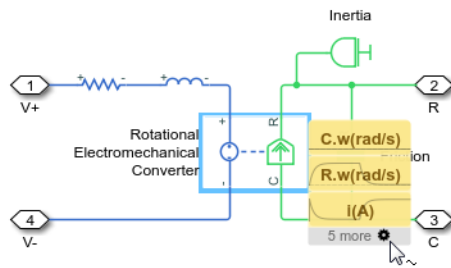 Inertia
1
V+
+
-
+
-
2
R
Rotational
Electromechanical
Converter
+
R
-
C
C.w(rad/s)
R.w(rad/s)
i(A)
5 more
4
V-
3
C